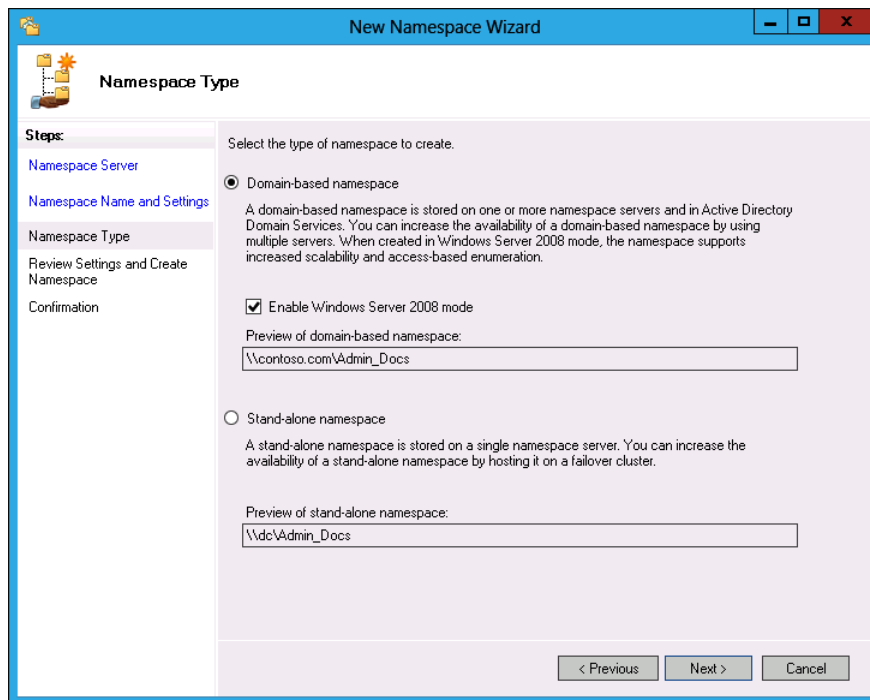 New Namespace Wizard
Namespace Type
Steps:
Namespace Server
Namespace Name and Settings
Namespace Type
Review Settings and Create
Namespace
Confirmation
Select the type of namespace to create.
Domain-based namespace
A domain-based namespace is stored on one or more namespace servers and in Active Directory
Domain Services. You can increase the availability of a domain-based namespace by using
multiple servers. When created in Windows Server 2008 mode, the namespace supports
increased scalability and access-based enumeration.
Enable Windows Server 2008 mode
Preview of domain-based namespace:
\\contoso.com\Admin_Docs
Stand-alone namespace
A stand-alone namespace is stored on a single namespace server. You can increase the
availability of a stand-alone namespace by hosting it on a failover cluster.
Preview of stand-alone namespace:
\\dc\Admin_Docs
< Previous
Next >
Cancel